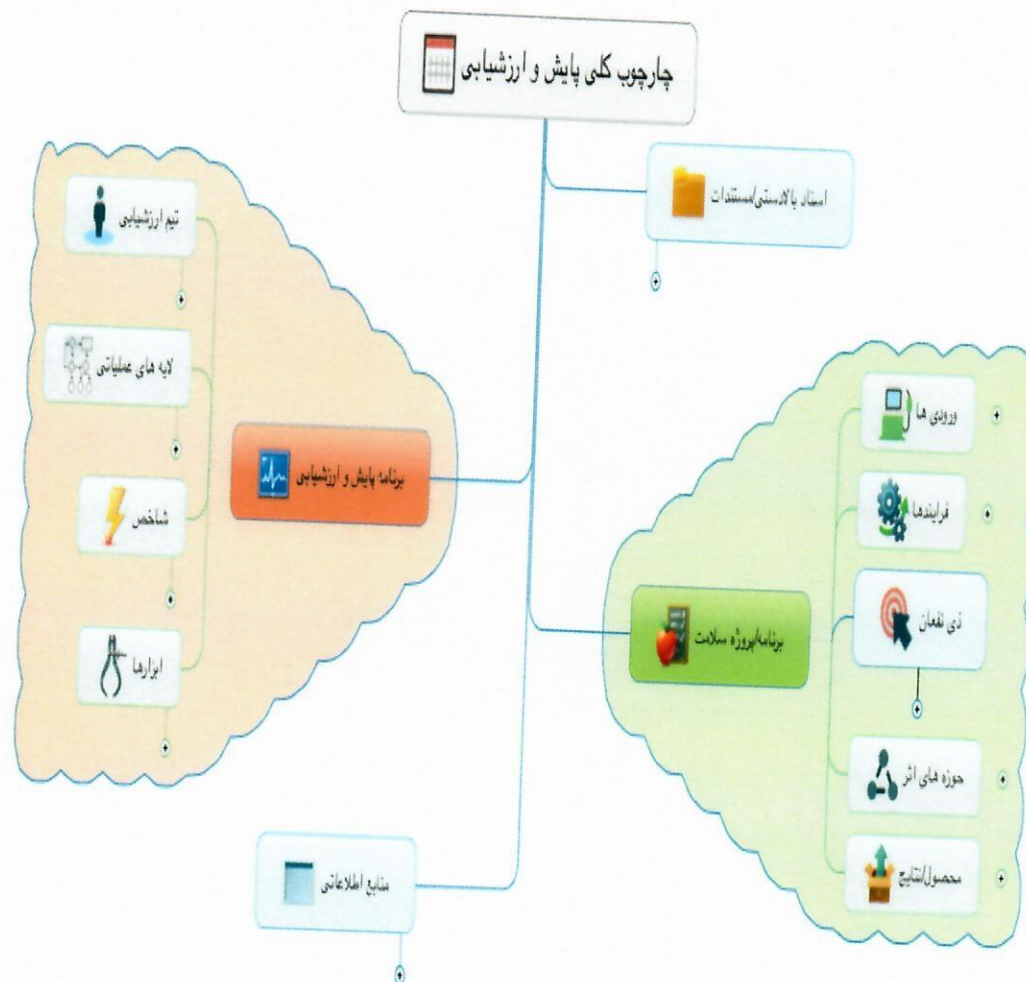 چارچوب کلی پایش و ارزشیابی
اسناد بالادستی/مستندات
برنامه/پروژه سلامت
ورودی ها
فرایندها
ذی نفعان
حوزه های اثر
محصول/نتایج
برنامه پایش و ارزشیابی
تیم ارزشیابی
لایه های عملیاتی
شاخص
ابزارها
منابع اطلاعاتی